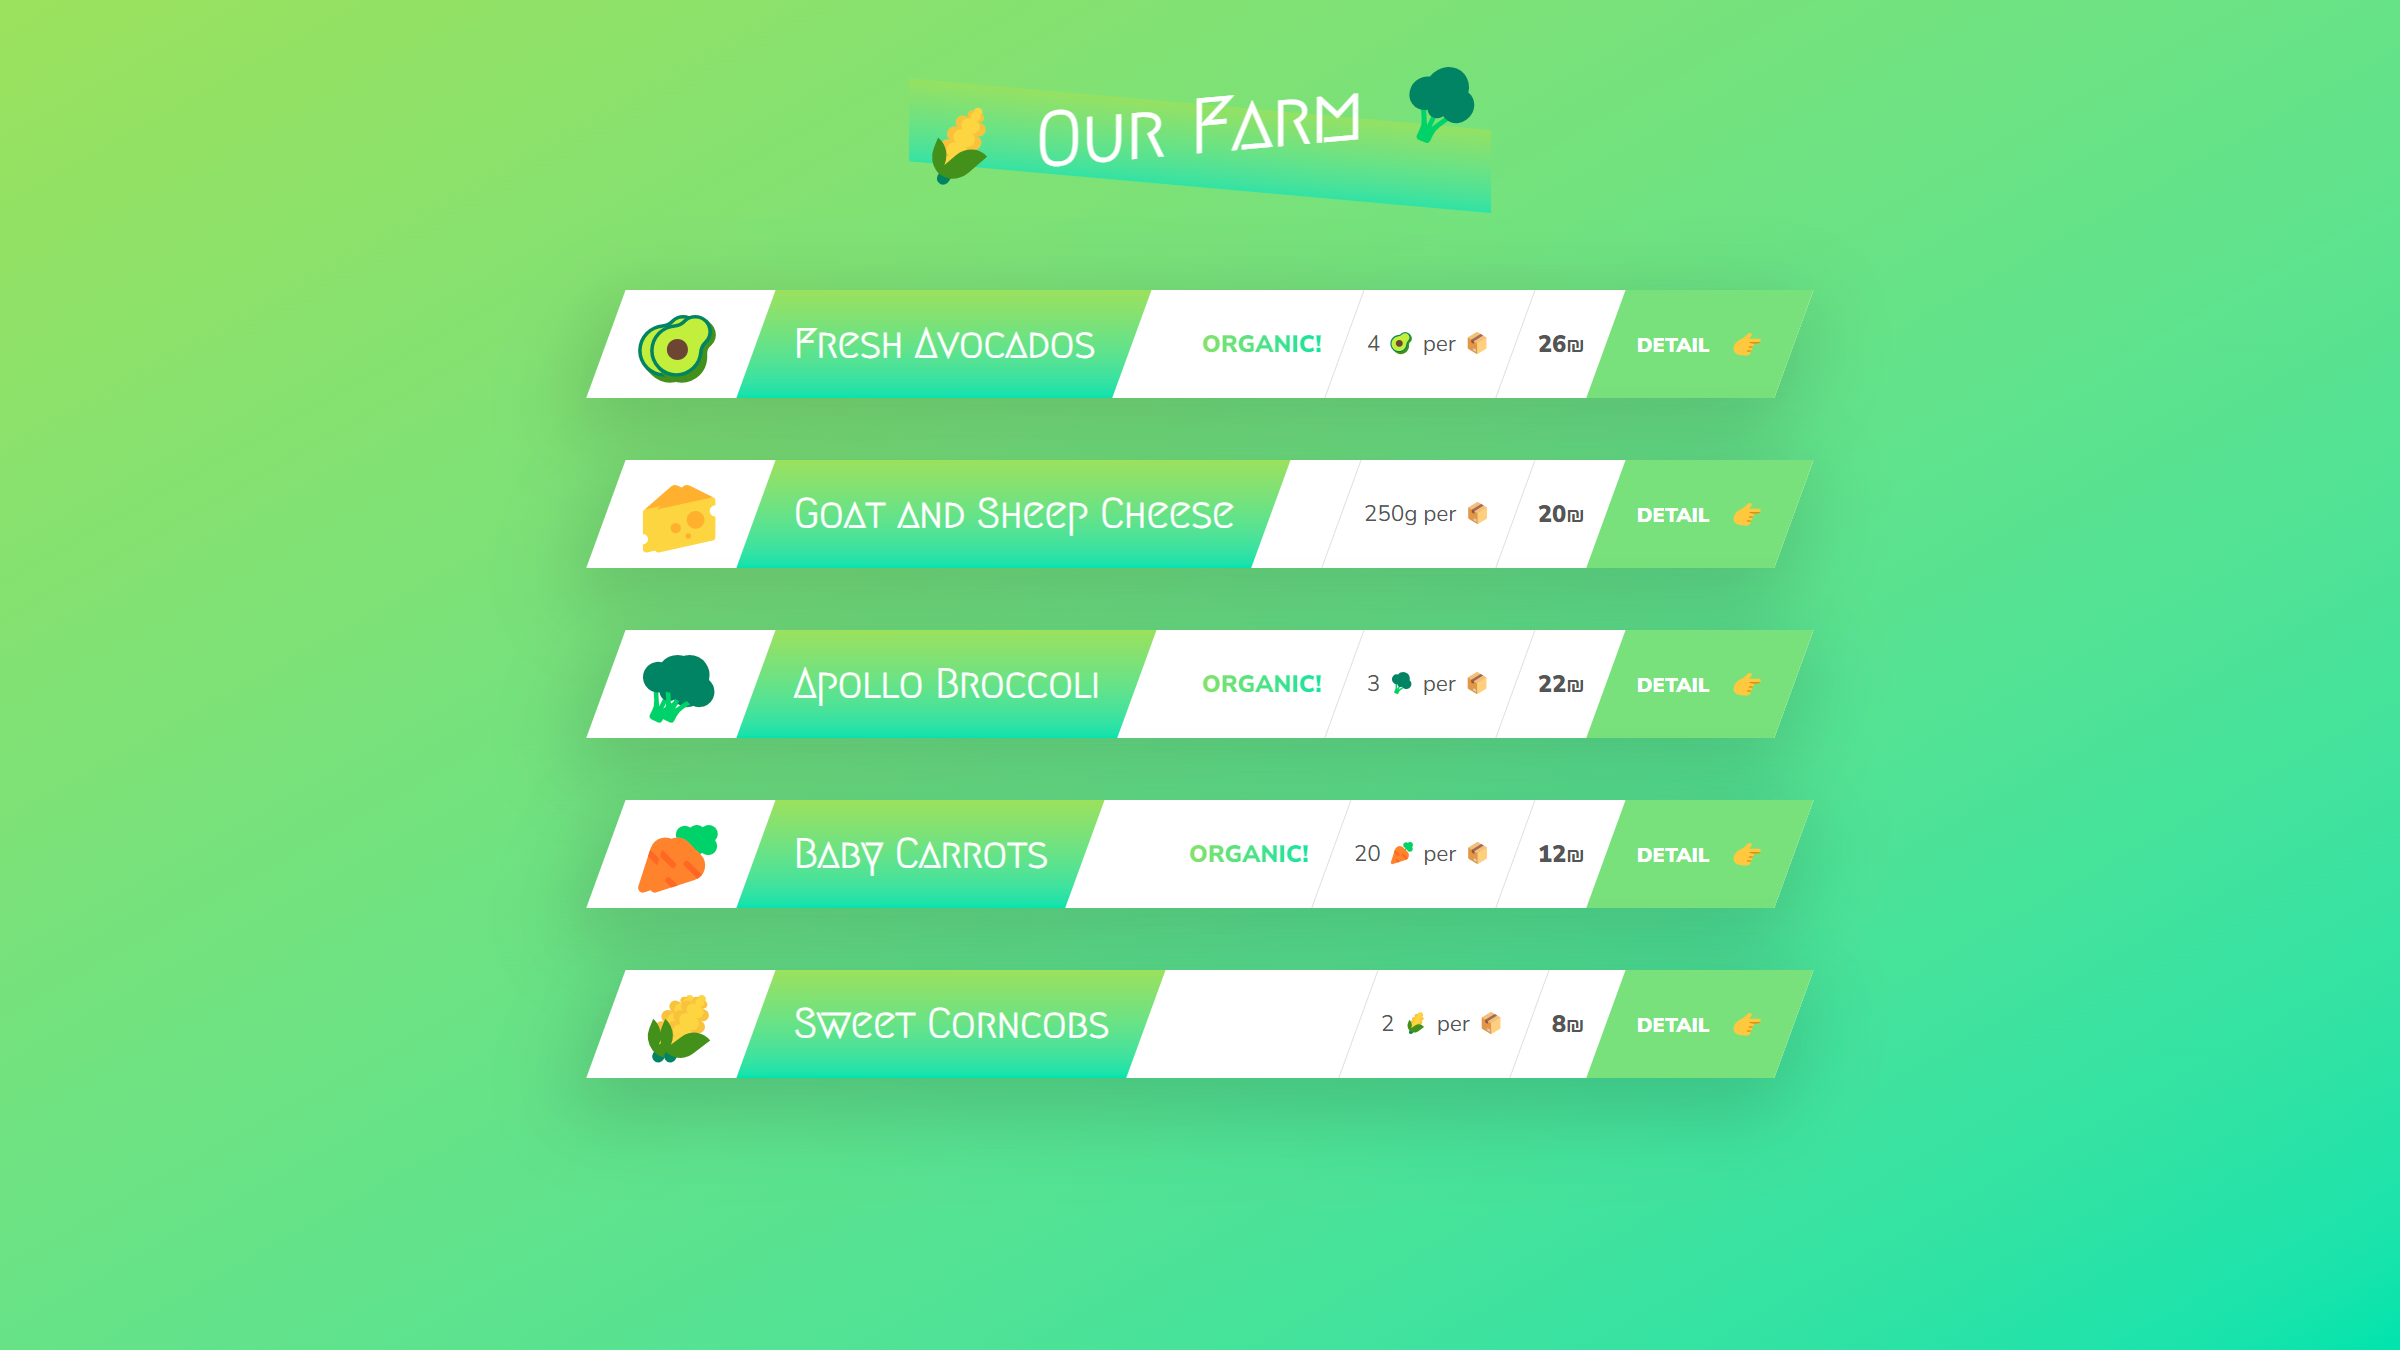 Our Farm
Fresh Avocados ORGANIC! 4 🥑 per 📦 26₪ DETAIL 👉
Goat and Sheep Cheese 250g per 📦 20₪ DETAIL 👉
Apollo Broccoli ORGANIC! 3 🥦 per 📦 22₪ DETAIL 👉
Baby Carrots ORGANIC! 20 🥕 per 📦 12₪ DETAIL 👉
Sweet Corncobs 2 🌽 per 📦 8₪ DETAIL 👉